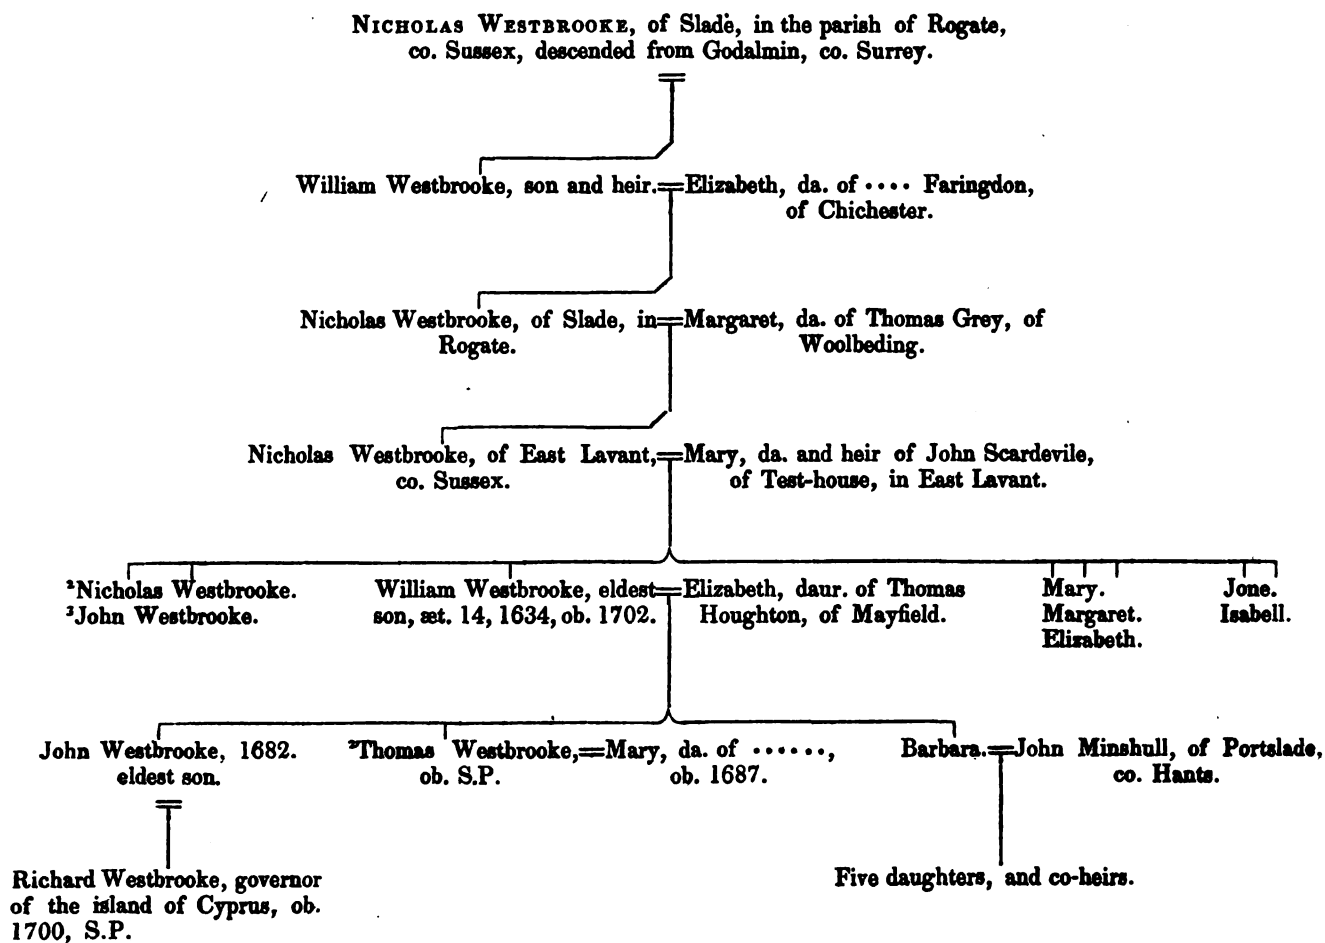 NICHOLAS WESTBROOKE, of Slade, in the parish of Rogate,
co. Sussex, descended from Godalmin, co. Surrey.
William Westbrooke, son and heir.
Elizabeth, da. of .... Faringdon,
of Chichester.
Nicholas Westbrooke, of Slade, in
Rogate.
Margaret, da. of Thomas Grey, of
Woolbeding.
Nicholas Westbrooke, of East Lavant,
co. Sussex.
Mary, da. and heir of John Scardevile,
of Test-house, in East Lavant.
²Nicholas Westbrooke.
³John Westbrooke.
William Westbrooke, eldest
son, æt. 14, 1634, ob. 1702.
Elizabeth, daur. of Thomas
Houghton, of Mayfield.
Mary.
Margaret.
Elizabeth.
Jone.
Isabell.
John Westbrooke, 1682.
eldest son.
²Thomas Westbrooke,
ob. S.P.
Mary, da. of ......,
ob. 1687.
Barbara.
John Minshull, of Portslade,
co. Hants.
Richard Westbrooke, governor
of the island of Cyprus, ob.
1700, S.P.
Five daughters, and co-heirs.